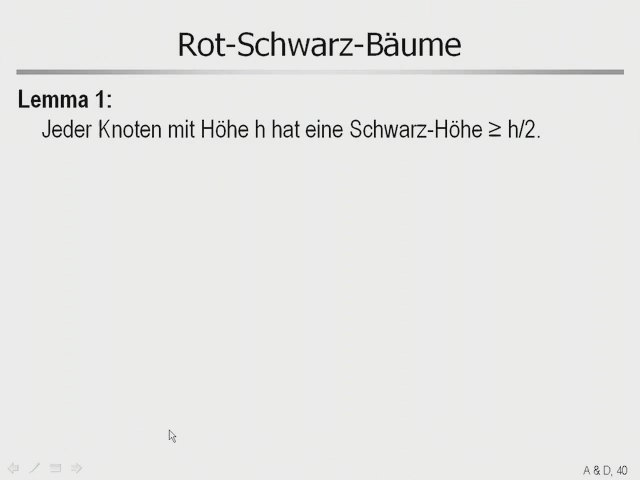 Rot-Schwarz-Bäume
Lemma 1:
Jeder Knoten mit Höhe h hat eine Schwarz-Höhe ≥ h/2.
A & D, 40